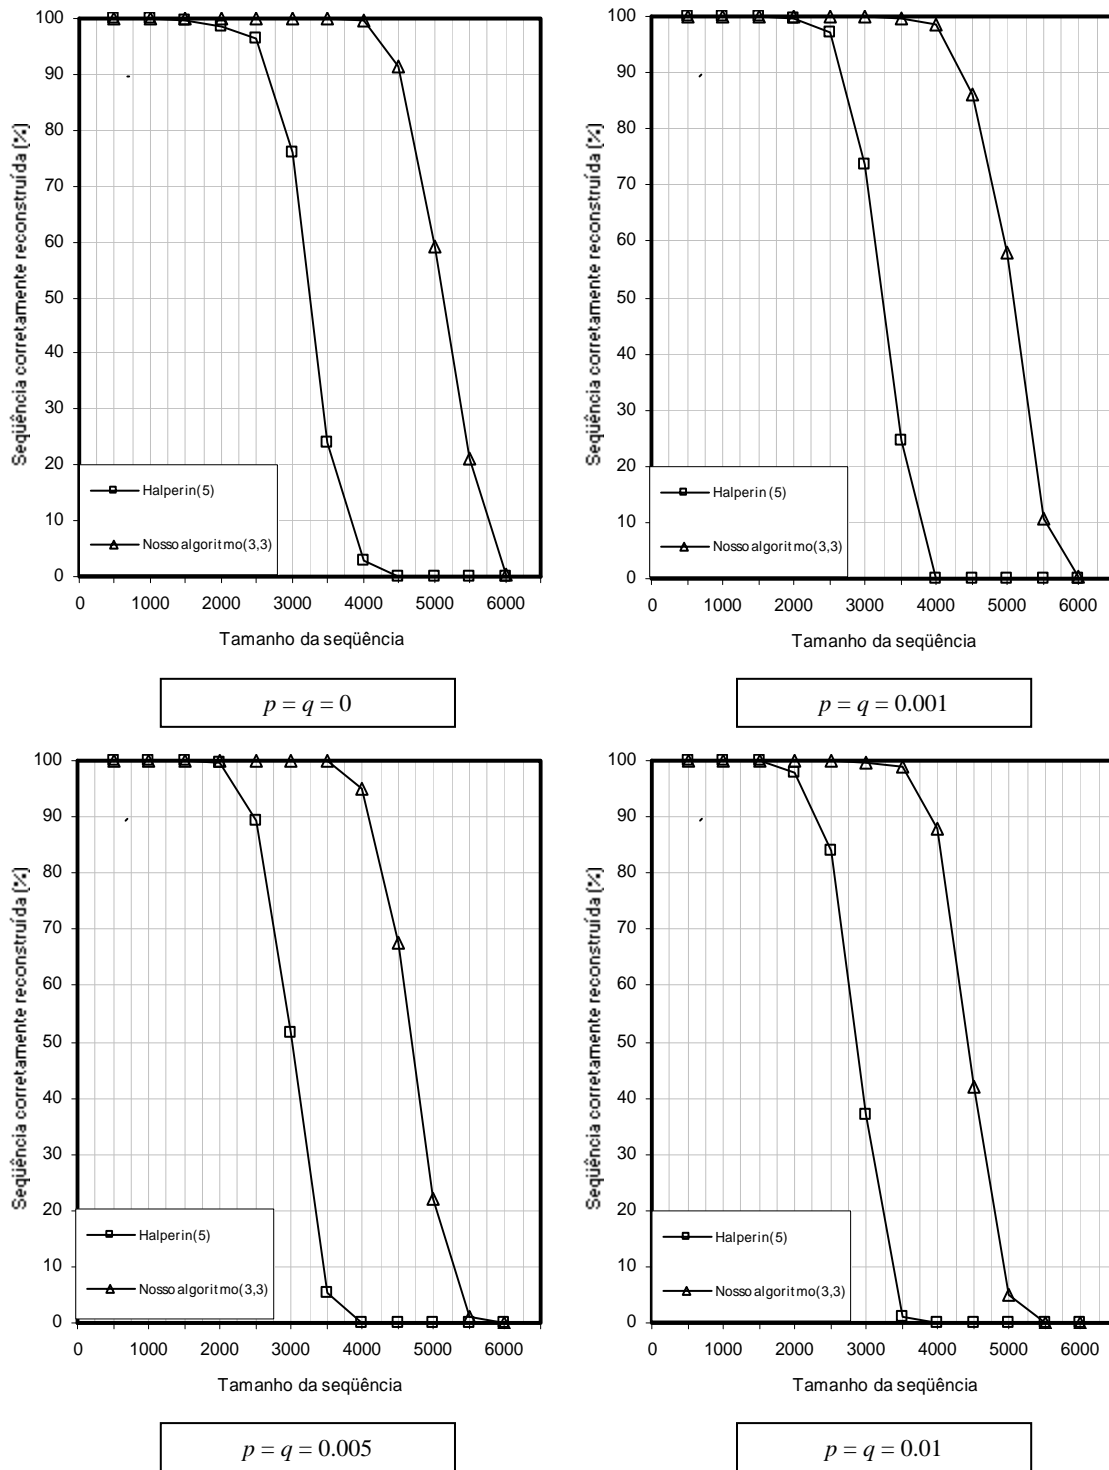 Seqüência corretamente reconstruída (%)
100
90
80
70
60
50
40
30
20
10
0
Halperin(5)
Nosso algoritmo(3,3)
0 1000 2000 3000 4000 5000 6000
Tamanho da seqüência
p = q = 0
Seqüência corretamente reconstruída (%)
100
90
80
70
60
50
40
30
20
10
0
Halperin (5)
Nosso algoritmo(3,3)
0 1000 2000 3000 4000 5000 6000
Tamanho da seqüência
p = q = 0.001
Seqüência corretamente reconstruída (%)
100
90
80
70
60
50
40
30
20
10
0
Halperin(5)
Nosso algoritmo(3,3)
0 1000 2000 3000 4000 5000 6000
Tamanho da seqüência
p = q = 0.005
Seqüência corretamente reconstruída (%)
100
90
80
70
60
50
40
30
20
10
0
Halperin(5)
Nosso algoritmo(3,3)
0 1000 2000 3000 4000 5000 6000
Tamanho da seqüência
p = q = 0.01